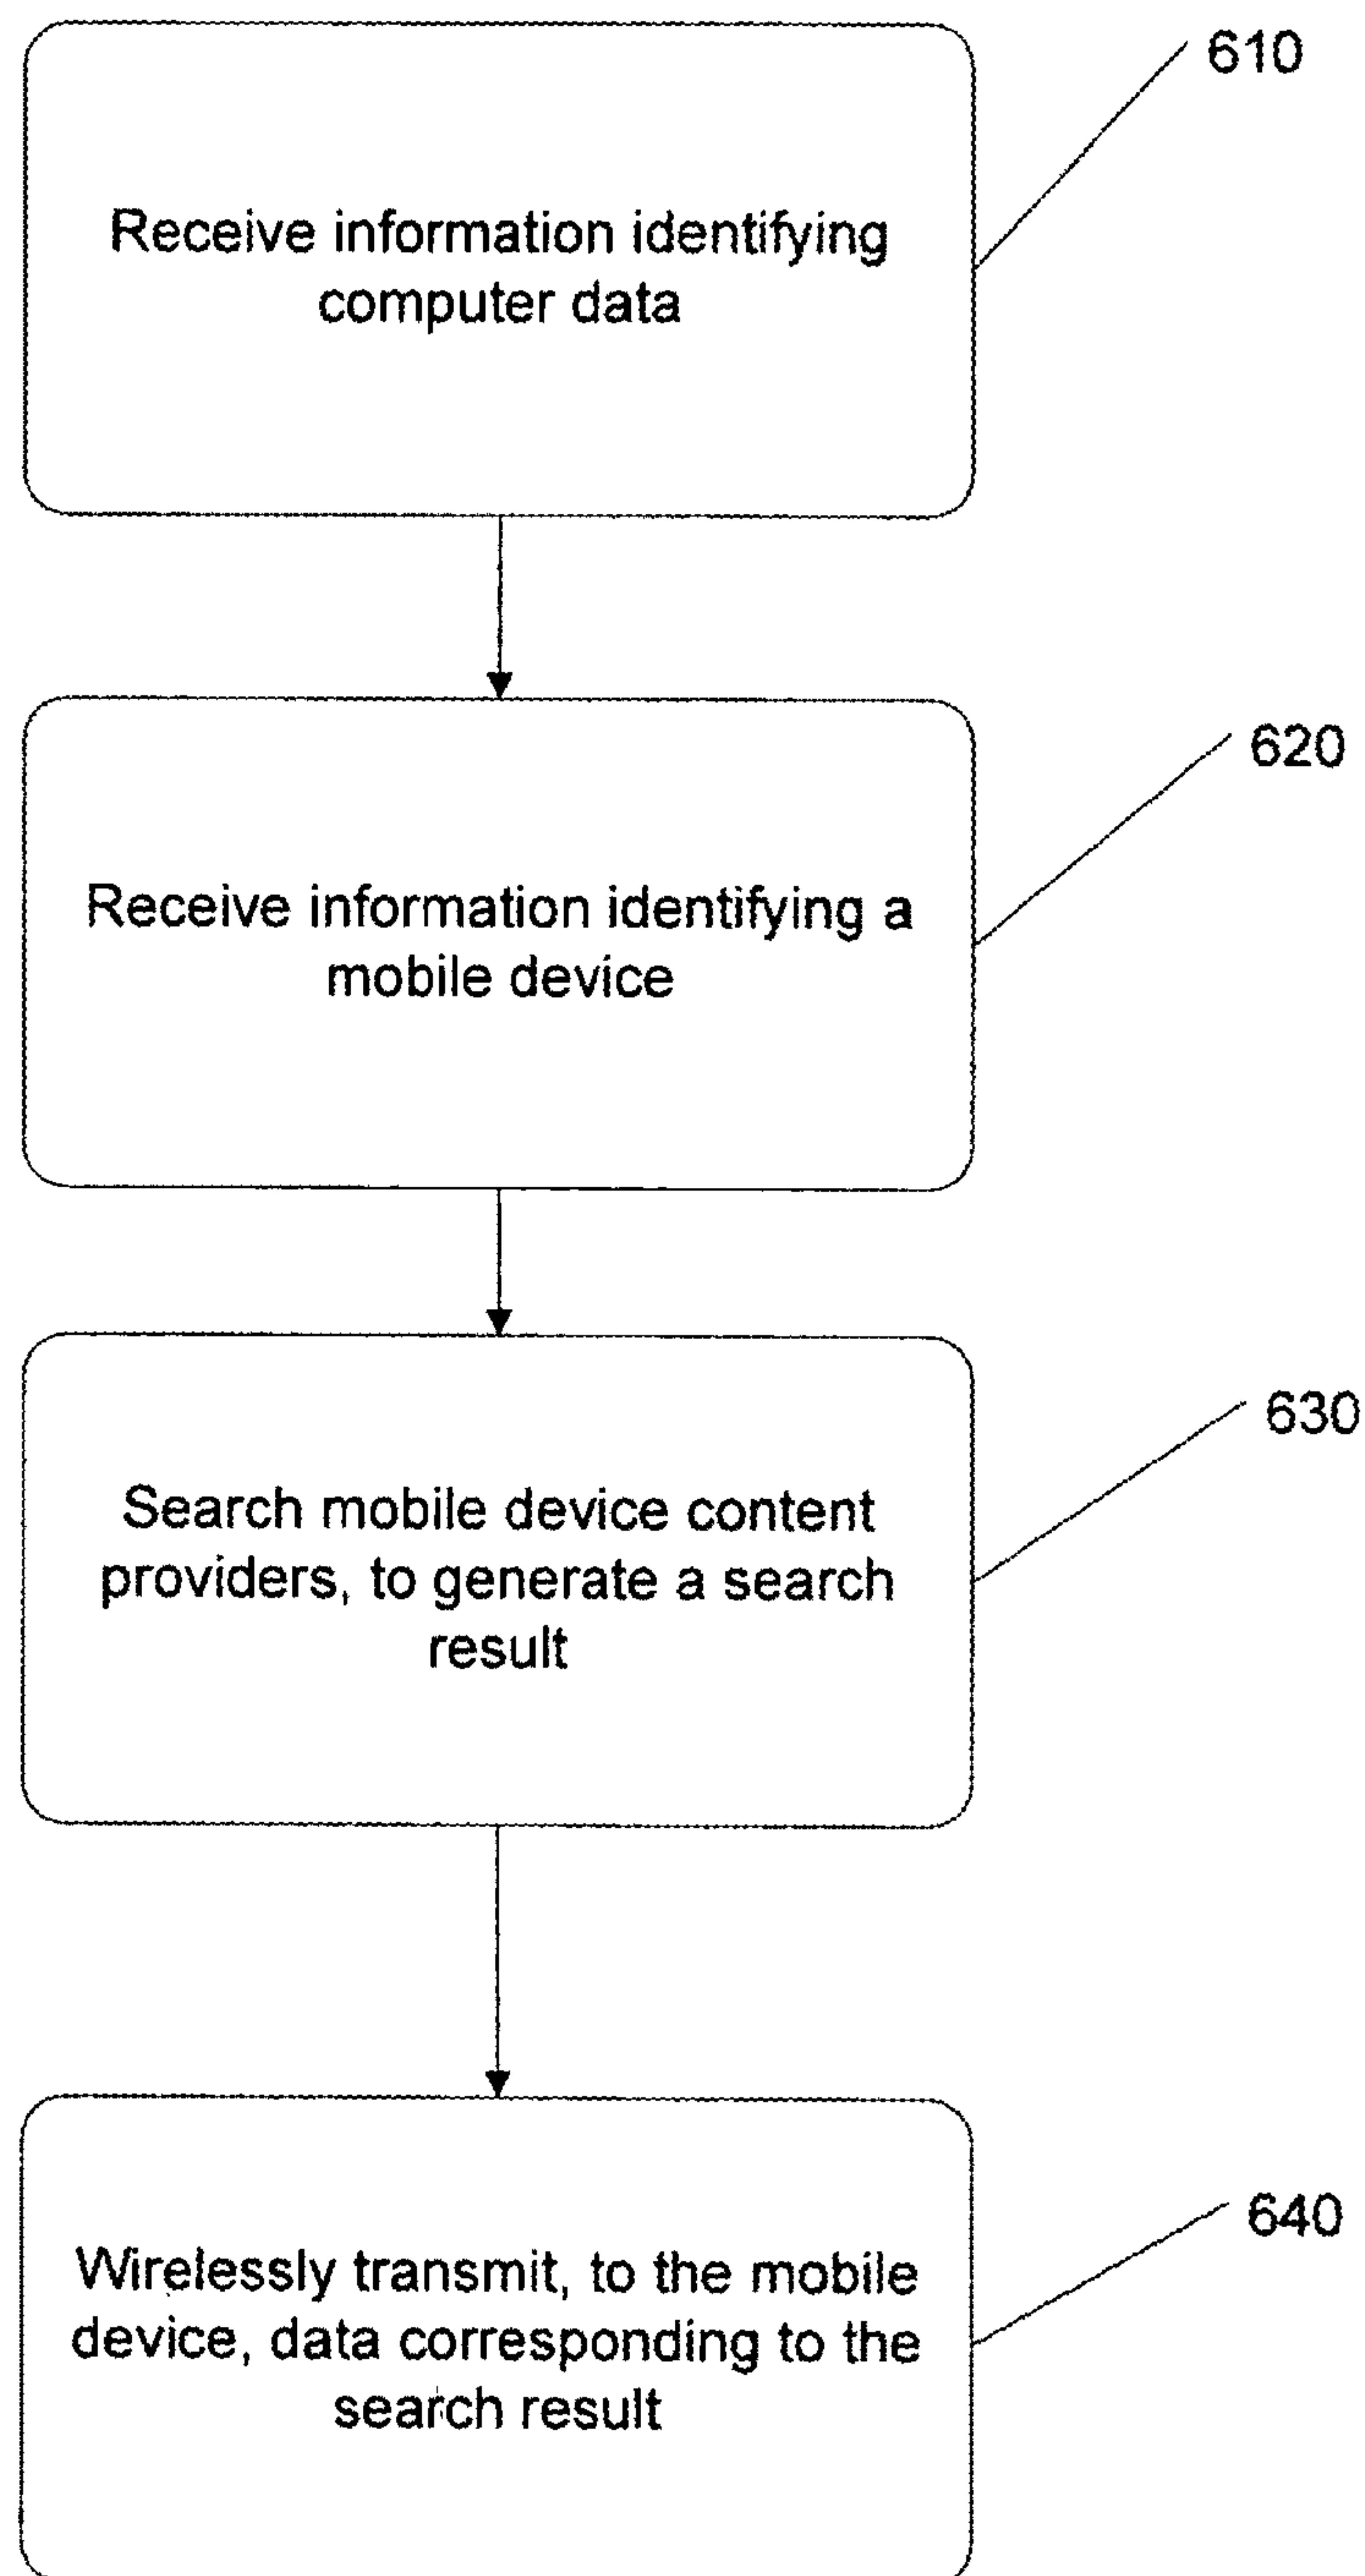 610
Receive information identifying
computer data
620
Receive information identifying a
mobile device
630
Search mobile device content
providers, to generate a search
result
640
Wirelessly transmit, to the mobile
device, data corresponding to the
search result